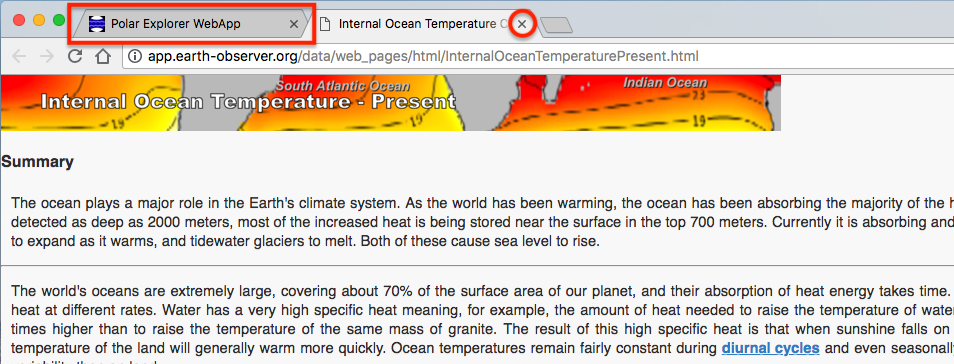 Polar Explorer WebApp
Internal Ocean Temperature
app.earth-observer.org/data/web_pages/html/InternalOceanTemperaturePresent.html
South Atlantic Ocean
Indian Ocean
Internal Ocean Temperature - Present
23
19
19
19
Summary
The ocean plays a major role in the Earth's climate system. As the world has been warming, the ocean has been absorbing the majority of the
detected as deep as 2000 meters, most of the increased heat is being stored near the surface in the top 700 meters. Currently it is absorbing and
to expand as it warms, and tidewater glaciers to melt. Both of these cause sea level to rise.
The world's oceans are extremely large, covering about 70% of the surface area of our planet, and their absorption of heat energy takes time.
heat at different rates. Water has a very high specific heat meaning, for example, the amount of heat needed to raise the temperature of water
times higher than to raise the temperature of the same mass of granite. The result of this high specific heat is that when sunshine falls on
temperature of the land will generally warm more quickly. Ocean temperatures remain fairly constant during diurnal cycles and even seasonally